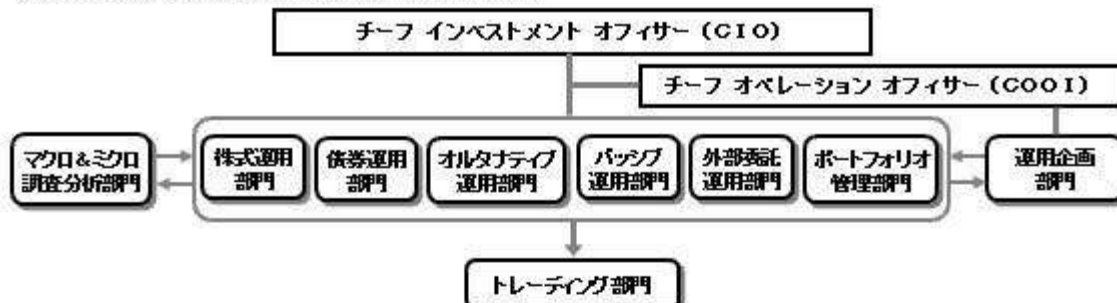 チーフ インベストメント オフィサー（CIO）
チーフ オペレーション オフィサー（COOI）
マクロ＆ミクロ
調査分析部門
株式運用
部門
債券運用
部門
オルタナティブ
運用部門
パッシブ
運用部門
外部委託
運用部門
ポートフォリオ
管理部門
運用企画
部門
トレーディング部門